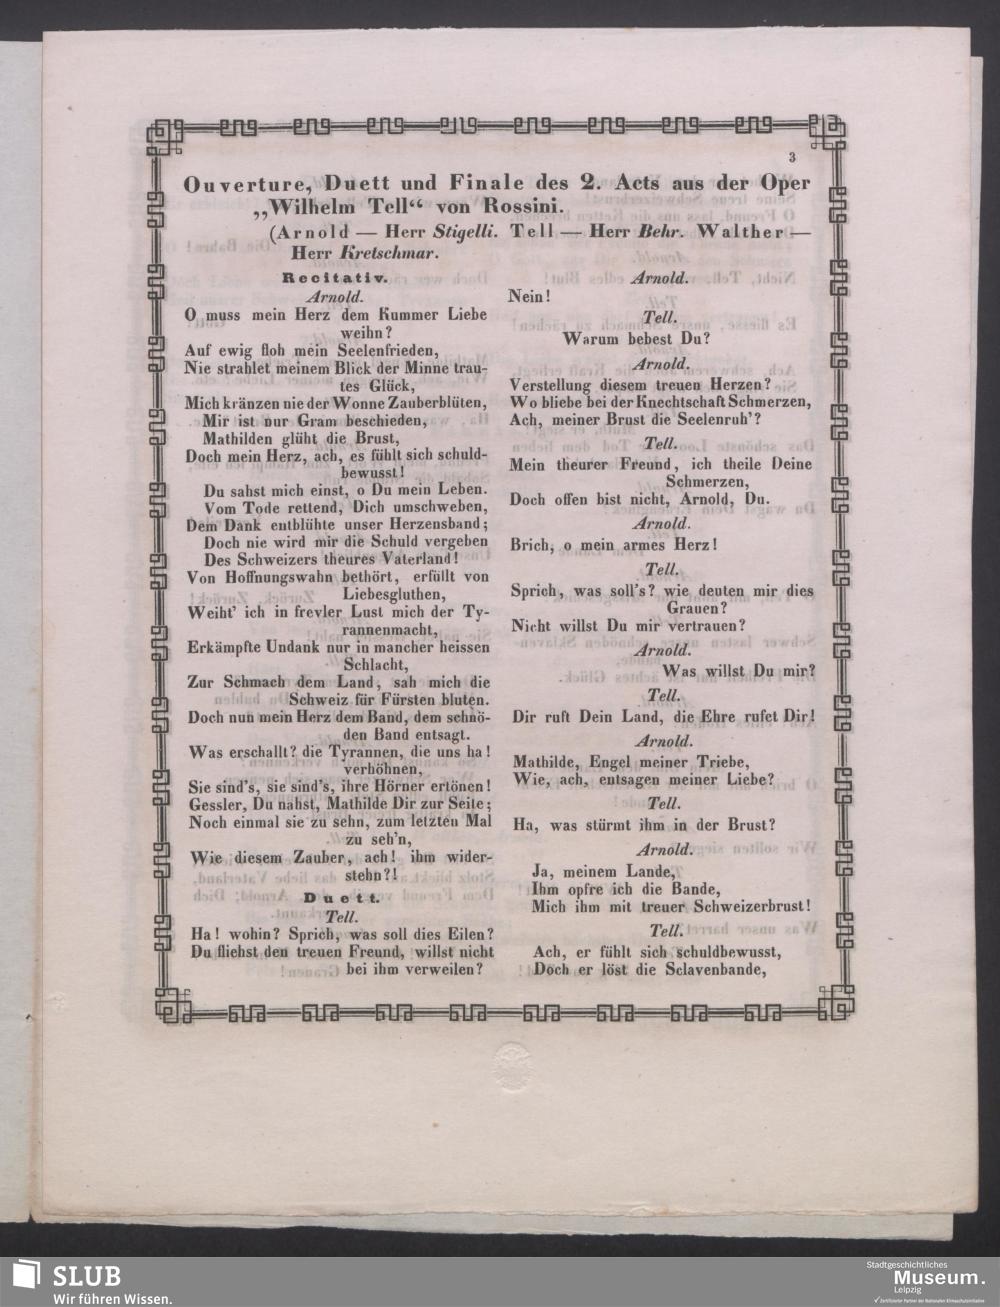 3
Ouverture, Duett und Finale des 2. Acts aus der Oper
„Wilhelm Tell“ von Rossini.
(Arnold — Herr Stigelli. Tell — Herr Behr. Walther —
Herr Kretschmar.
Recitativ.
Arnold.
O muss mein Herz dem Kummer Liebe
weihn?
Auf ewig floh mein Seelenfrieden,
Nie strahlet meinem Blick der Minne trau-
tes Glück,
Mich kränzen nie der Wonne Zauberblüten,
Mir ist nur Gram beschieden,
Mathilden glüht die Brust,
Doch mein Herz, ach, es fühlt sich schuld-
bewusst!
Du sahst mich einst, o Du mein Leben.
Vom Tode rettend, Dich umschweben,
Dem Dank entblühte unser Herzensband;
Doch nie wird mir die Schuld vergeben
Des Schweizers theures Vaterland!
Von Hoffnungswahn bethört, erfüllt von
Liebesgluthen,
Weiht' ich in frevler Lust mich der Ty-
rannenmacht,
Erkämpfte Undank nur in mancher heissen
Schlacht,
Zur Schmach dem Land, sah mich die
Schweiz für Fürsten bluten.
Doch nun mein Herz dem Band, dem schnö-
den Band entsagt.
Was erschallt? die Tyrannen, die uns ha!
verhöhnen,
Sie sind's, sie sind's, ihre Hörner ertönen!
Gessler, Du nahst, Mathilde Dir zur Seite;
Noch einmal sie zu sehn, zum letzten Mal
zu seh'n,
Wie diesem Zauber, ach! ihm wider-
stehn?!
Duett.
Tell.
Ha! wohin? Sprich, was soll dies Eilen?
Du fliehst den treuen Freund, willst nicht
bei ihm verweilen?
Arnold.
Nein!
Tell.
Warum bebest Du?
Arnold.
Verstellung diesem treuen Herzen?
Wo bliebe bei der Knechtschaft Schmerzen,
Ach, meiner Brust die Seelenruh'?
Tell.
Mein theurer Freund, ich theile Deine
Schmerzen,
Doch offen bist nicht, Arnold, Du.
Arnold.
Brich, o mein armes Herz!
Tell.
Sprich, was soll's? wie deuten mir dies
Grauen?
Nicht willst Du mir vertrauen?
Arnold.
Was willst Du mir?
Tell.
Dir ruft Dein Land, die Ehre rufet Dir!
Arnold.
Mathilde, Engel meiner Triebe,
Wie, ach, entsagen meiner Liebe?
Tell.
Ha, was stürmt ihm in der Brust?
Arnold.
Ja, meinem Lande,
Ihm opfre ich die Bande,
Mich ihm mit treuer Schweizerbrust!
Tell.
Ach, er fühlt sich schuldbewusst,
Doch er löst die Sclavenbande,
SLUB
Wir führen Wissen.
Stadtgeschichtliches
Museum.
Leipzig
Zertifizierter Partner der Nationalen Klimaschutzinitiative